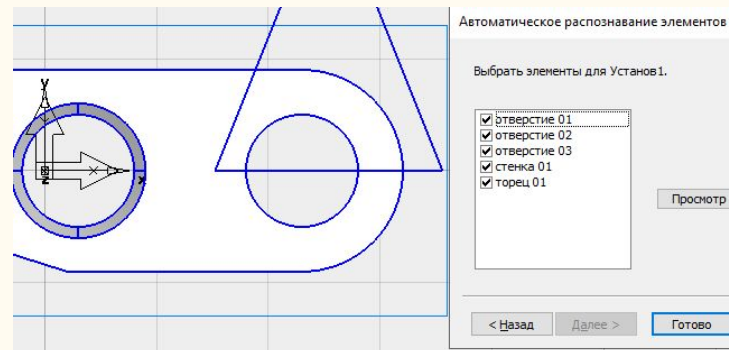 Автоматическое распознавание элементов
Выбрать элементы для Установ1.
отверстие 01
отверстие 02
отверстие 03
стенка 01
торец 01
Просмотр
< Назад
Далее >
Готово
y
x
z